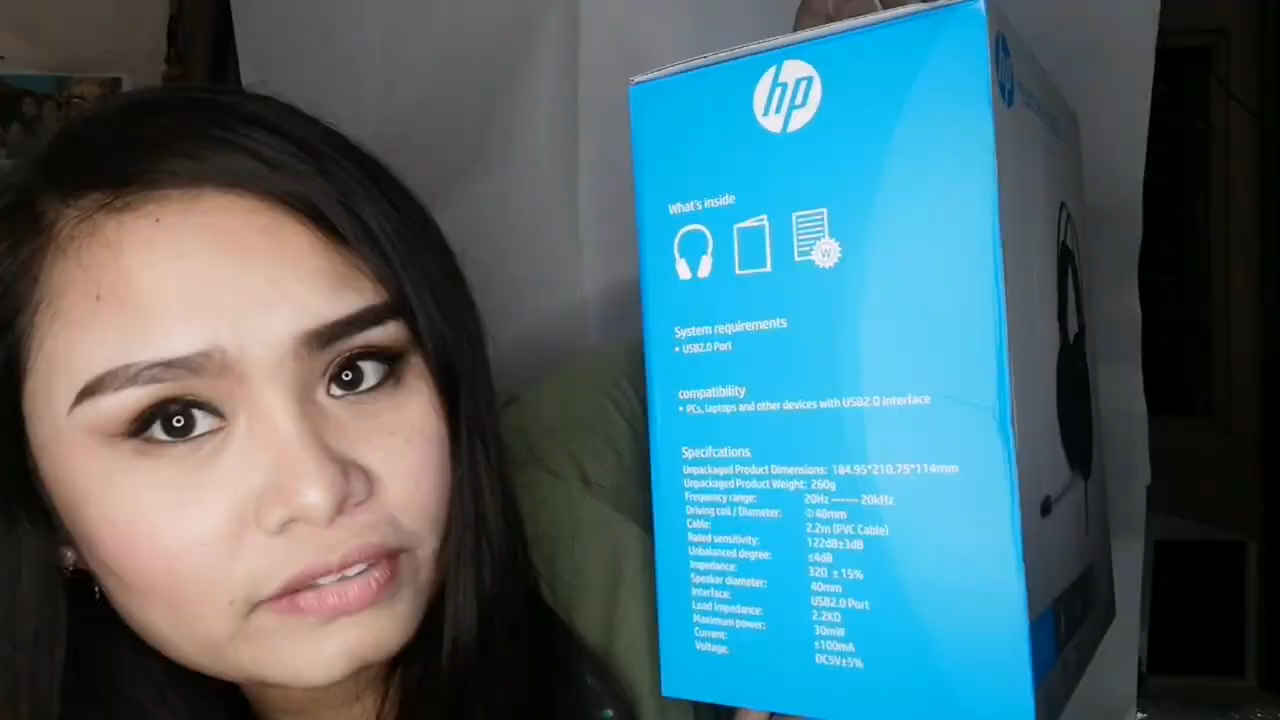 hp
What's inside
W
System requirements
• USB2.0 Port
compatibility
• PCs, laptops and other devices with USB2.0 interface
Specifcations
Unpackaged Product Dimensions: 184.95*210.75*114mm
Unpackaged Product Weight: 260g
Frequency range: 20Hz ------ 20kHz
Driving coil / Diameter: Φ40mm
Cable: 2.2m (PVC Cable)
Rated sensitivity: 122dB±3dB
Unbalanced degree: ≤4dB
Impedance: 32Ω ±15%
Speaker diameter: 40mm
Interface: USB2.0 Port
Load impedance: 2.2KΩ
Maximum power: 30mW
Current: ≤100mA
Voltage: DC5V±5%
hp